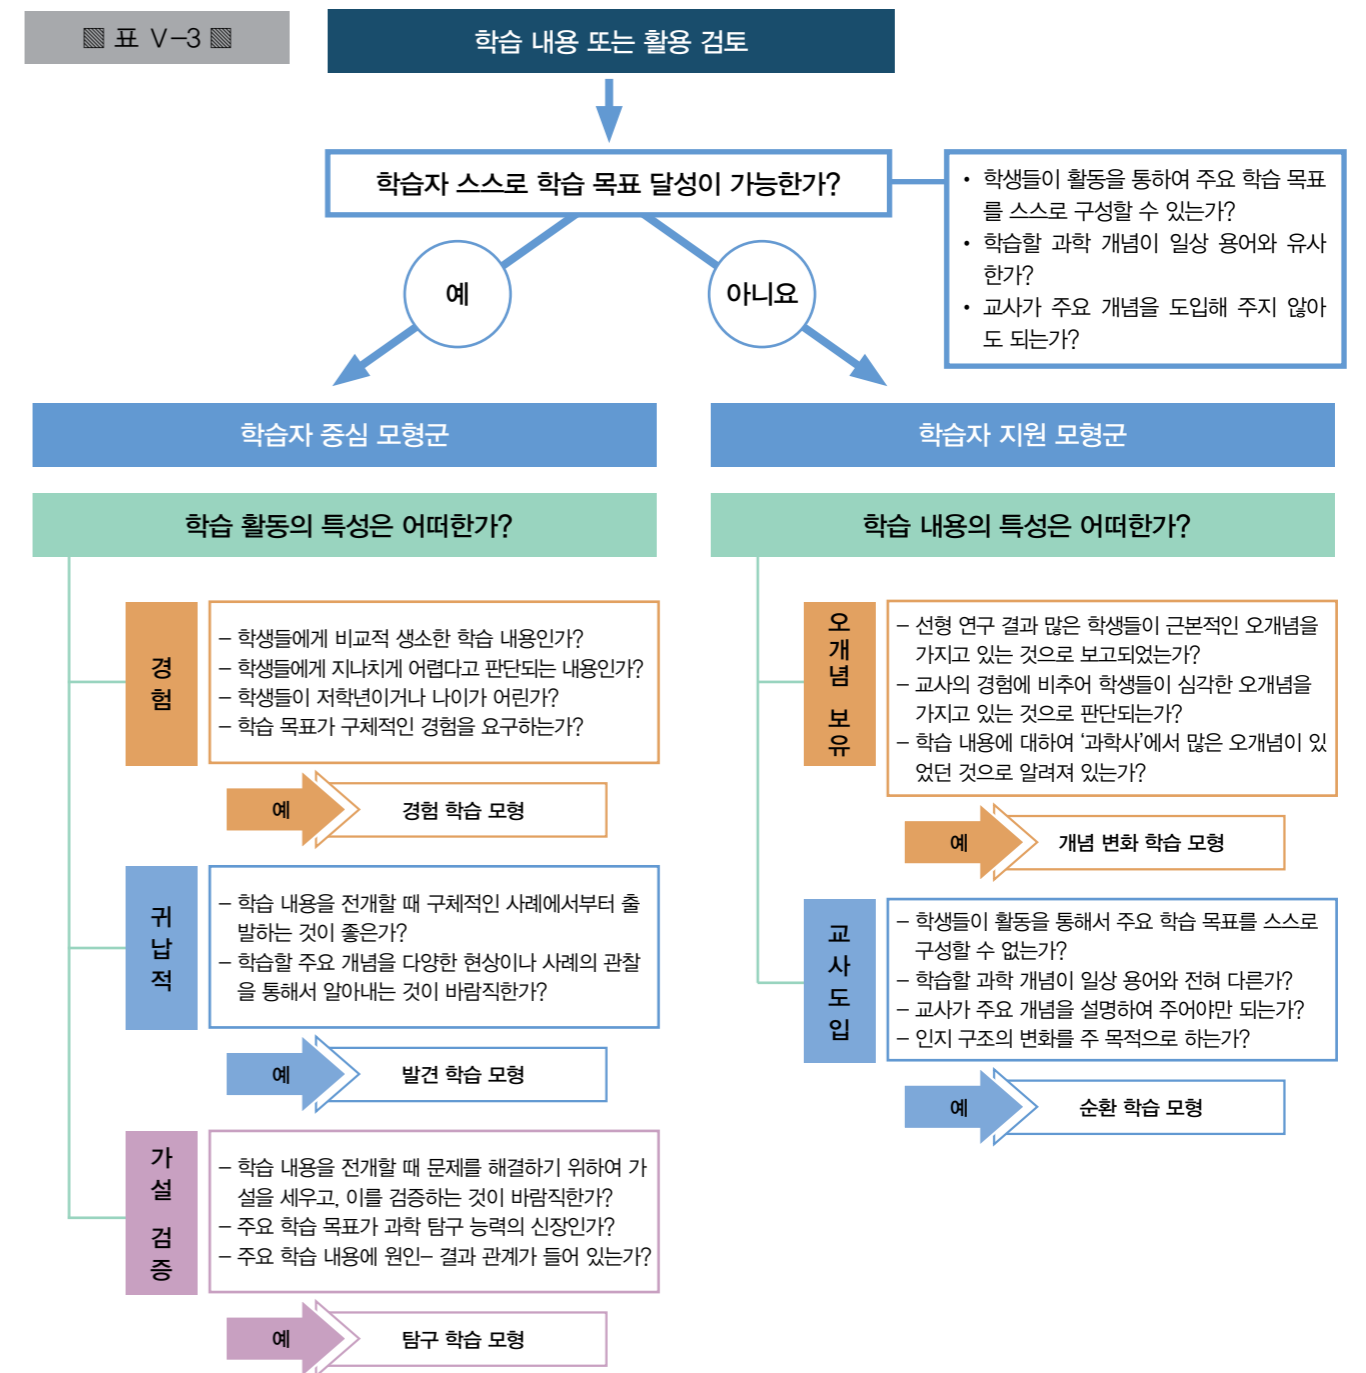 ▧ 표 Ⅴ-3 ▧
학습 내용 또는 활용 검토
학습자 스스로 학습 목표 달성이 가능한가?
• 학생들이 활동을 통하여 주요 학습 목표
를 스스로 구성할 수 있는가?
• 학습할 과학 개념이 일상 용어와 유사
한가?
• 교사가 주요 개념을 도입해 주지 않아
도 되는가?
예
아니요
학습자 중심 모형군
학습 활동의 특성은 어떠한가?
경험
– 학생들에게 비교적 생소한 학습 내용인가?
– 학생들에게 지나치게 어렵다고 판단되는 내용인가?
– 학생들이 저학년이거나 나이가 어린가?
– 학습 목표가 구체적인 경험을 요구하는가?
예
경험 학습 모형
귀납적
– 학습 내용을 전개할 때 구체적인 사례에서부터 출
발하는 것이 좋은가?
– 학습할 주요 개념을 다양한 현상이나 사례의 관찰
을 통해서 알아내는 것이 바람직한가?
예
발견 학습 모형
가설 검증
– 학습 내용을 전개할 때 문제를 해결하기 위하여 가
설을 세우고, 이를 검증하는 것이 바람직한가?
– 주요 학습 목표가 과학 탐구 능력의 신장인가?
– 주요 학습 내용에 원인– 결과 관계가 들어 있는가?
예
탐구 학습 모형
학습자 지원 모형군
학습 내용의 특성은 어떠한가?
오개념 보유
– 선형 연구 결과 많은 학생들이 근본적인 오개념을
가지고 있는 것으로 보고되었는가?
– 교사의 경험에 비추어 학생들이 심각한 오개념을
가지고 있는 것으로 판단되는가?
– 학습 내용에 대하여 ‘과학사’에서 많은 오개념이 있
었던 것으로 알려져 있는가?
예
개념 변화 학습 모형
교사도입
– 학생들이 활동을 통해서 주요 학습 목표를 스스로
구성할 수 없는가?
– 학습할 과학 개념이 일상 용어와 전혀 다른가?
– 교사가 주요 개념을 설명하여 주어야만 되는가?
– 인지 구조의 변화를 주 목적으로 하는가?
예
순환 학습 모형